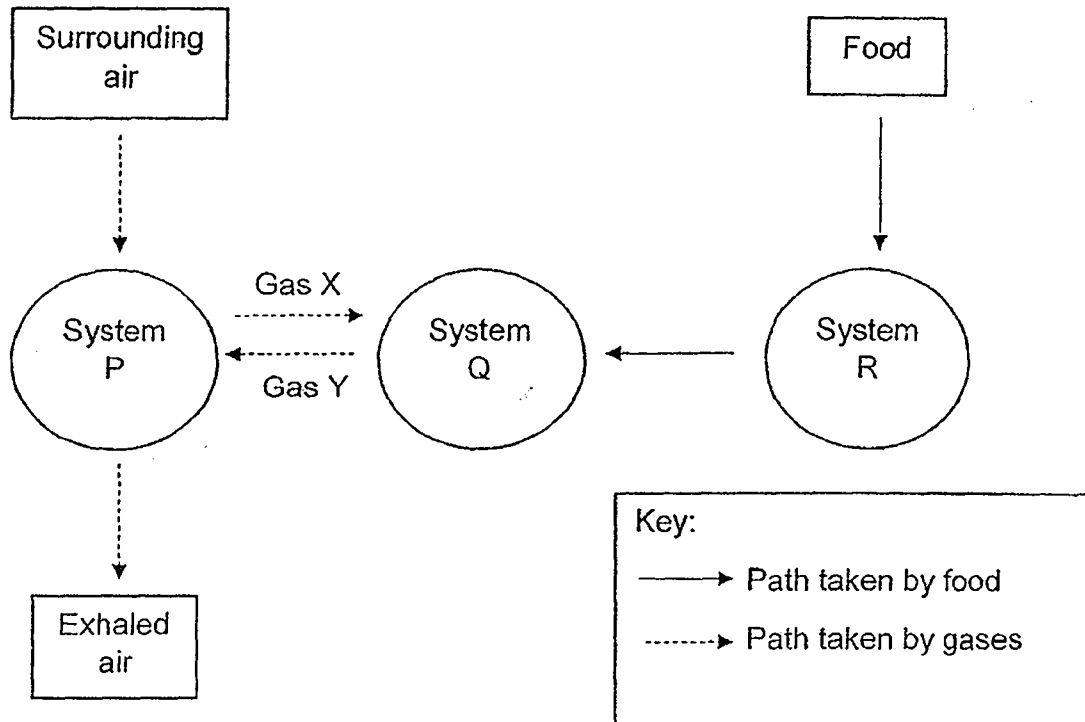 Surrounding
air
Food
System
P
Gas X
Gas Y
System
Q
System
R
Exhaled
air
Key:
Path taken by food
Path taken by gases